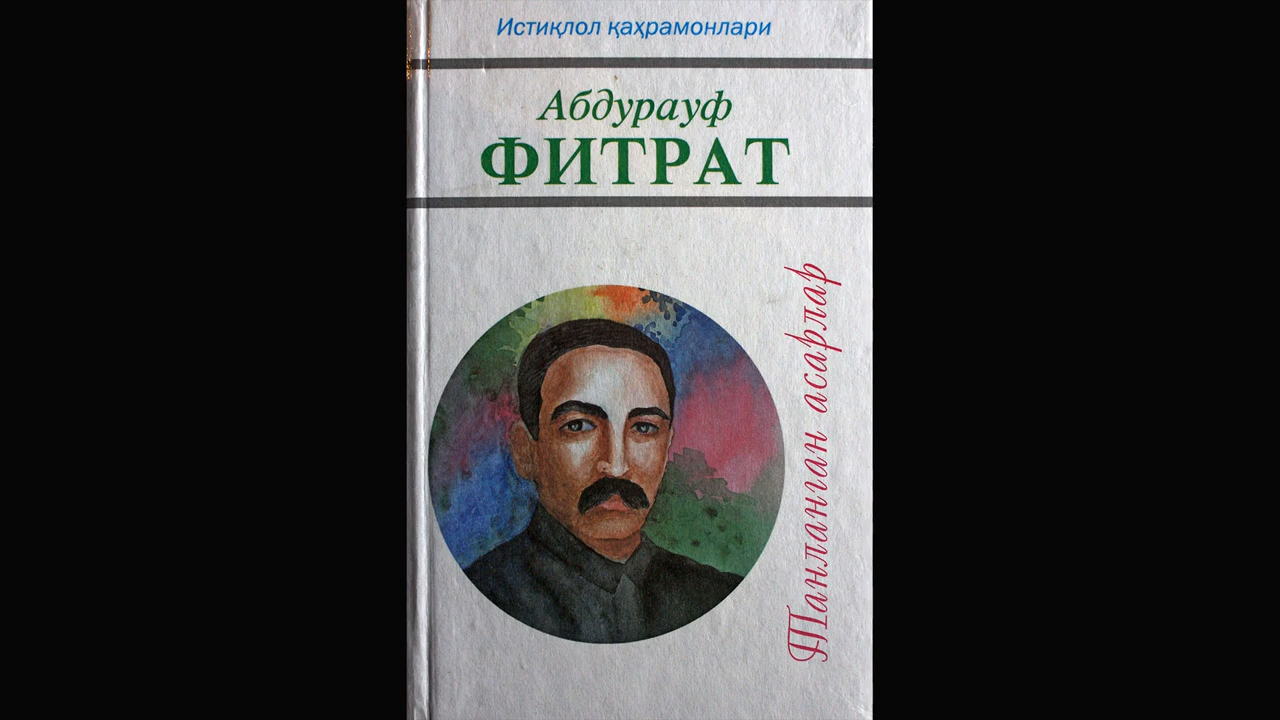 Истиқлол қаҳрамонлари
Абдурауф
ФИТРАТ
Танланган асарлар